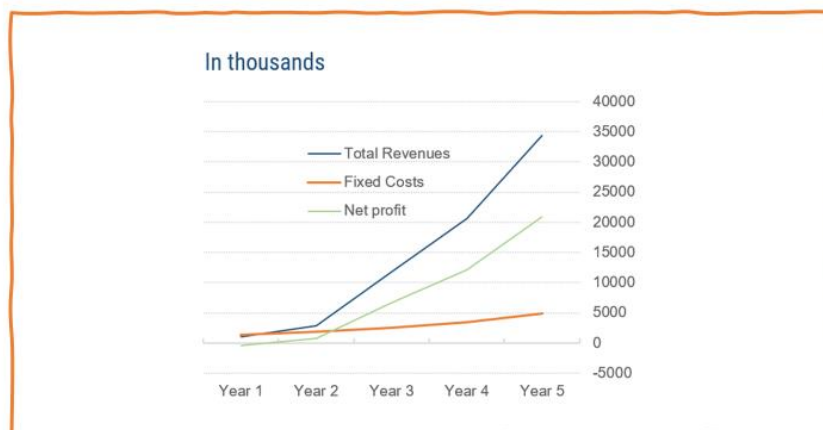 In thousands
40000
35000
30000
25000
20000
15000
10000
5000
0
-5000
Total Revenues
Fixed Costs
Net profit
Year 1 Year 2 Year 3 Year 4 Year 5